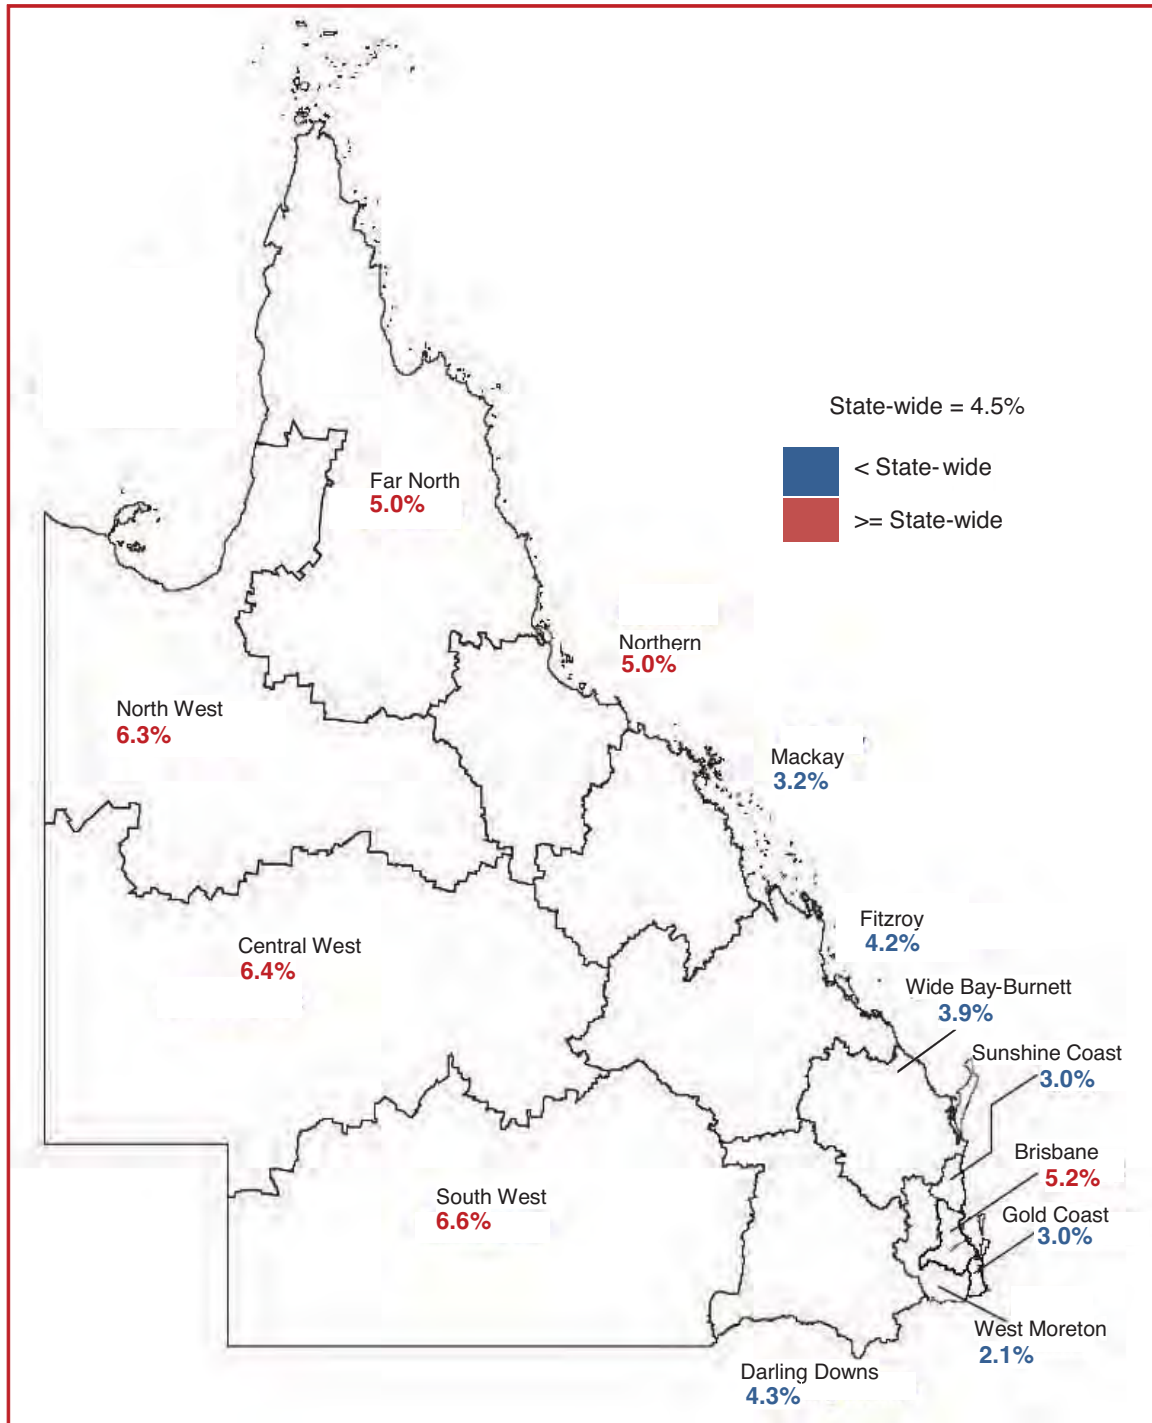 State-wide = 4.5%
< State-wide
>= State-wide
Far North
5.0%
Northern
5.0%
North West
6.3%
Mackay
3.2%
Fitzroy
4.2%
Central West
6.4%
Wide Bay-Burnett
3.9%
Sunshine Coast
3.0%
Brisbane
5.2%
South West
6.6%
Gold Coast
3.0%
West Moreton
2.1%
Darling Downs
4.3%